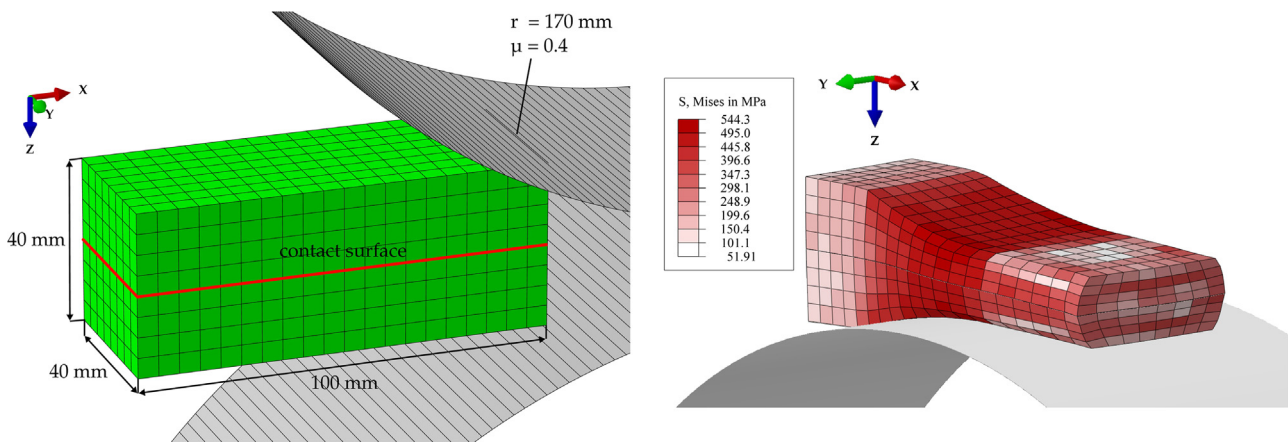 r = 170 mm
μ = 0.4
X
Y
Z
40 mm
contact surface
40 mm
100 mm
Y
X
Z
S, Mises in MPa
544.3
495.0
445.8
396.6
347.3
298.1
248.9
199.6
150.4
101.1
51.91